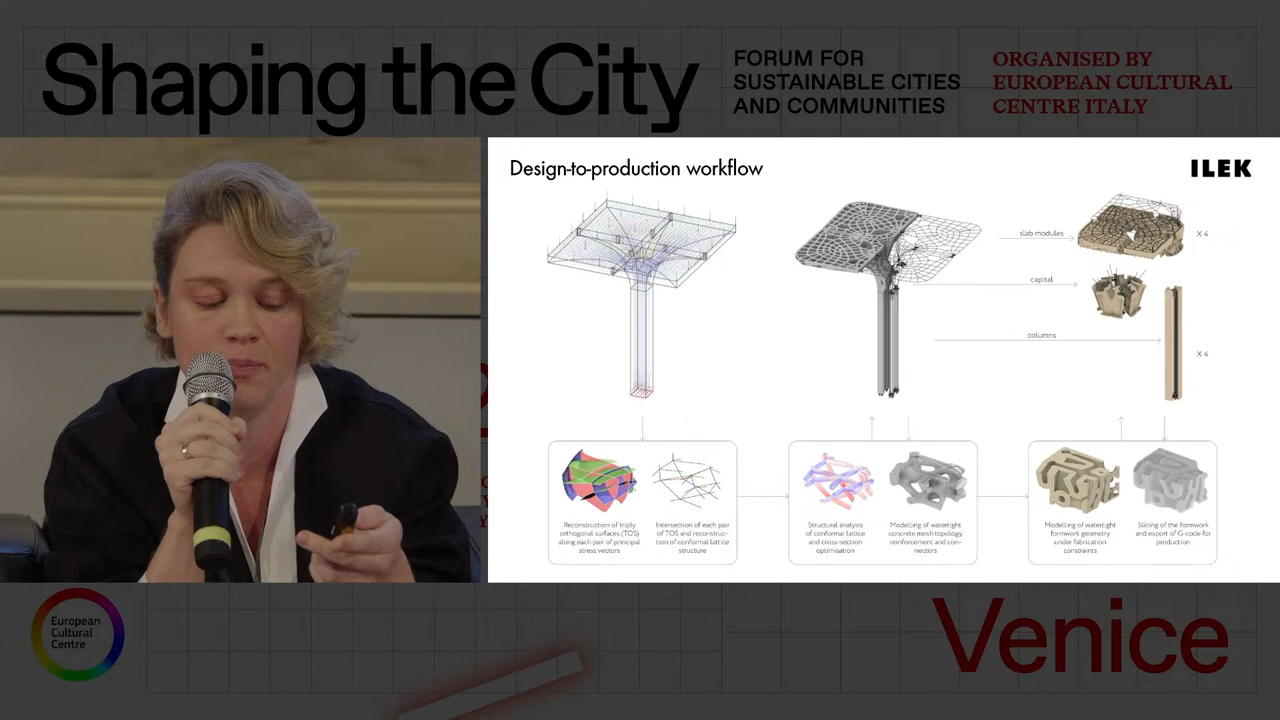 Shaping the City
FORUM FOR
SUSTAINABLE CITIES
AND COMMUNITIES
ORGANISED BY
EUROPEAN CULTURAL
CENTRE ITALY
Design-to-production workflow
ILEK
slab modules
X 4
capital
columns
X 4
Reconstruction of triply
orthogonal surfaces (TOS)
along each pair of principal
stress vectors
Intersection of each pair
of TOS and reconstruc-
tion of conformal lattice
structure
Structural analysis
of conformal lattice
and cross-section
optimisation
Modelling of watertight
concrete mesh topology,
reinforcement and con-
nectors
Modelling of watertight
formwork geometry
under fabrication
constraints
Slicing of the formwork
and export of G-code for
production
European
Cultural
Centre
Venice